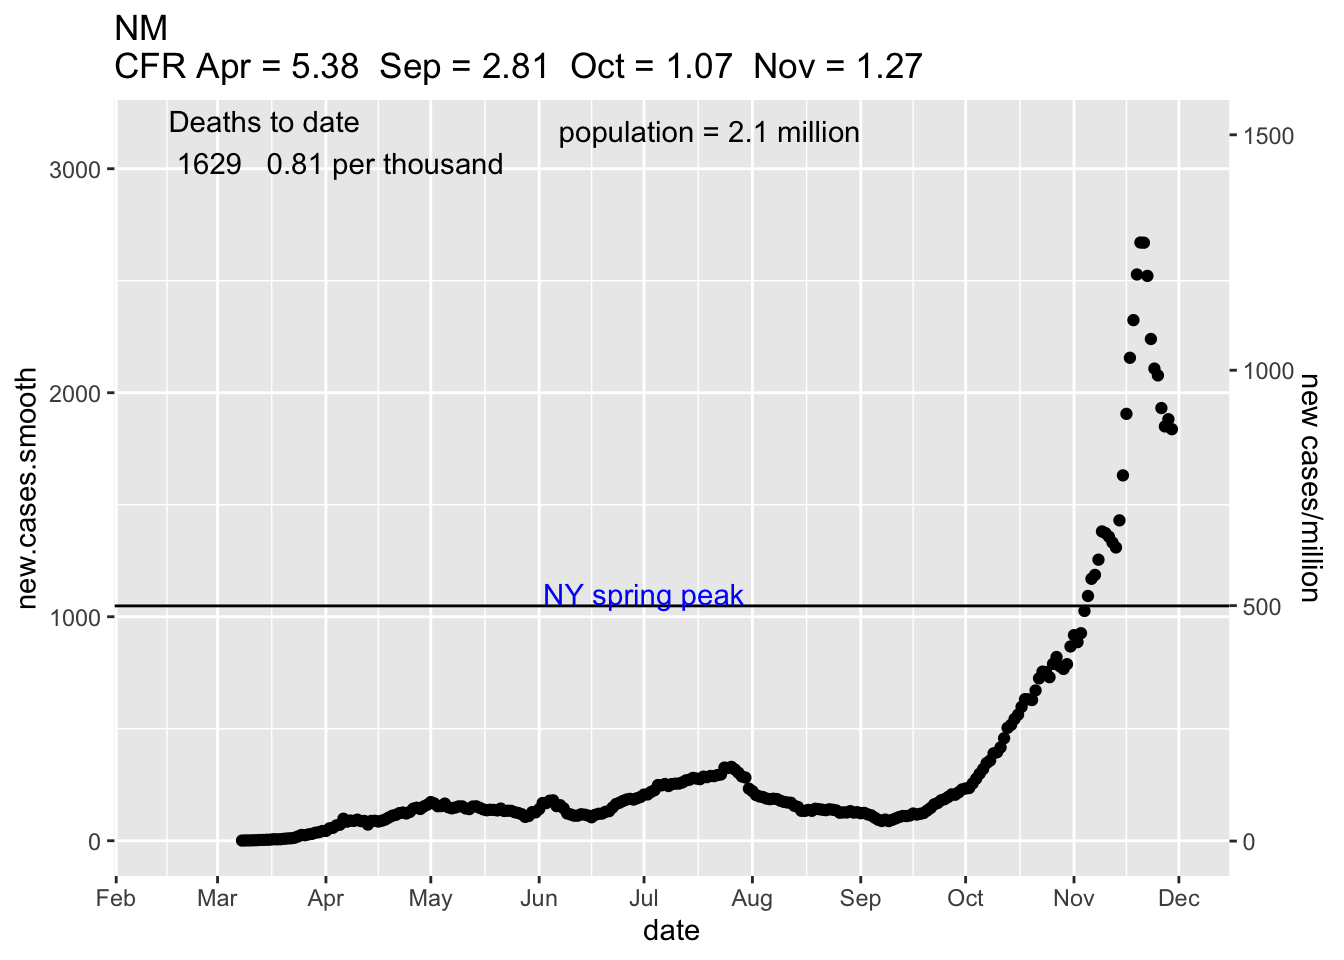 NM
CFR Apr = 5.38  Sep = 2.81  Oct = 1.07  Nov = 1.27
Deaths to date
1629   0.81 per thousand
population = 2.1 million
NY spring peak
new.cases.smooth
3000
2000
1000
0
1500
1000
500
0
new cases/million
Feb Mar Apr May Jun Jul Aug Sep Oct Nov Dec
date